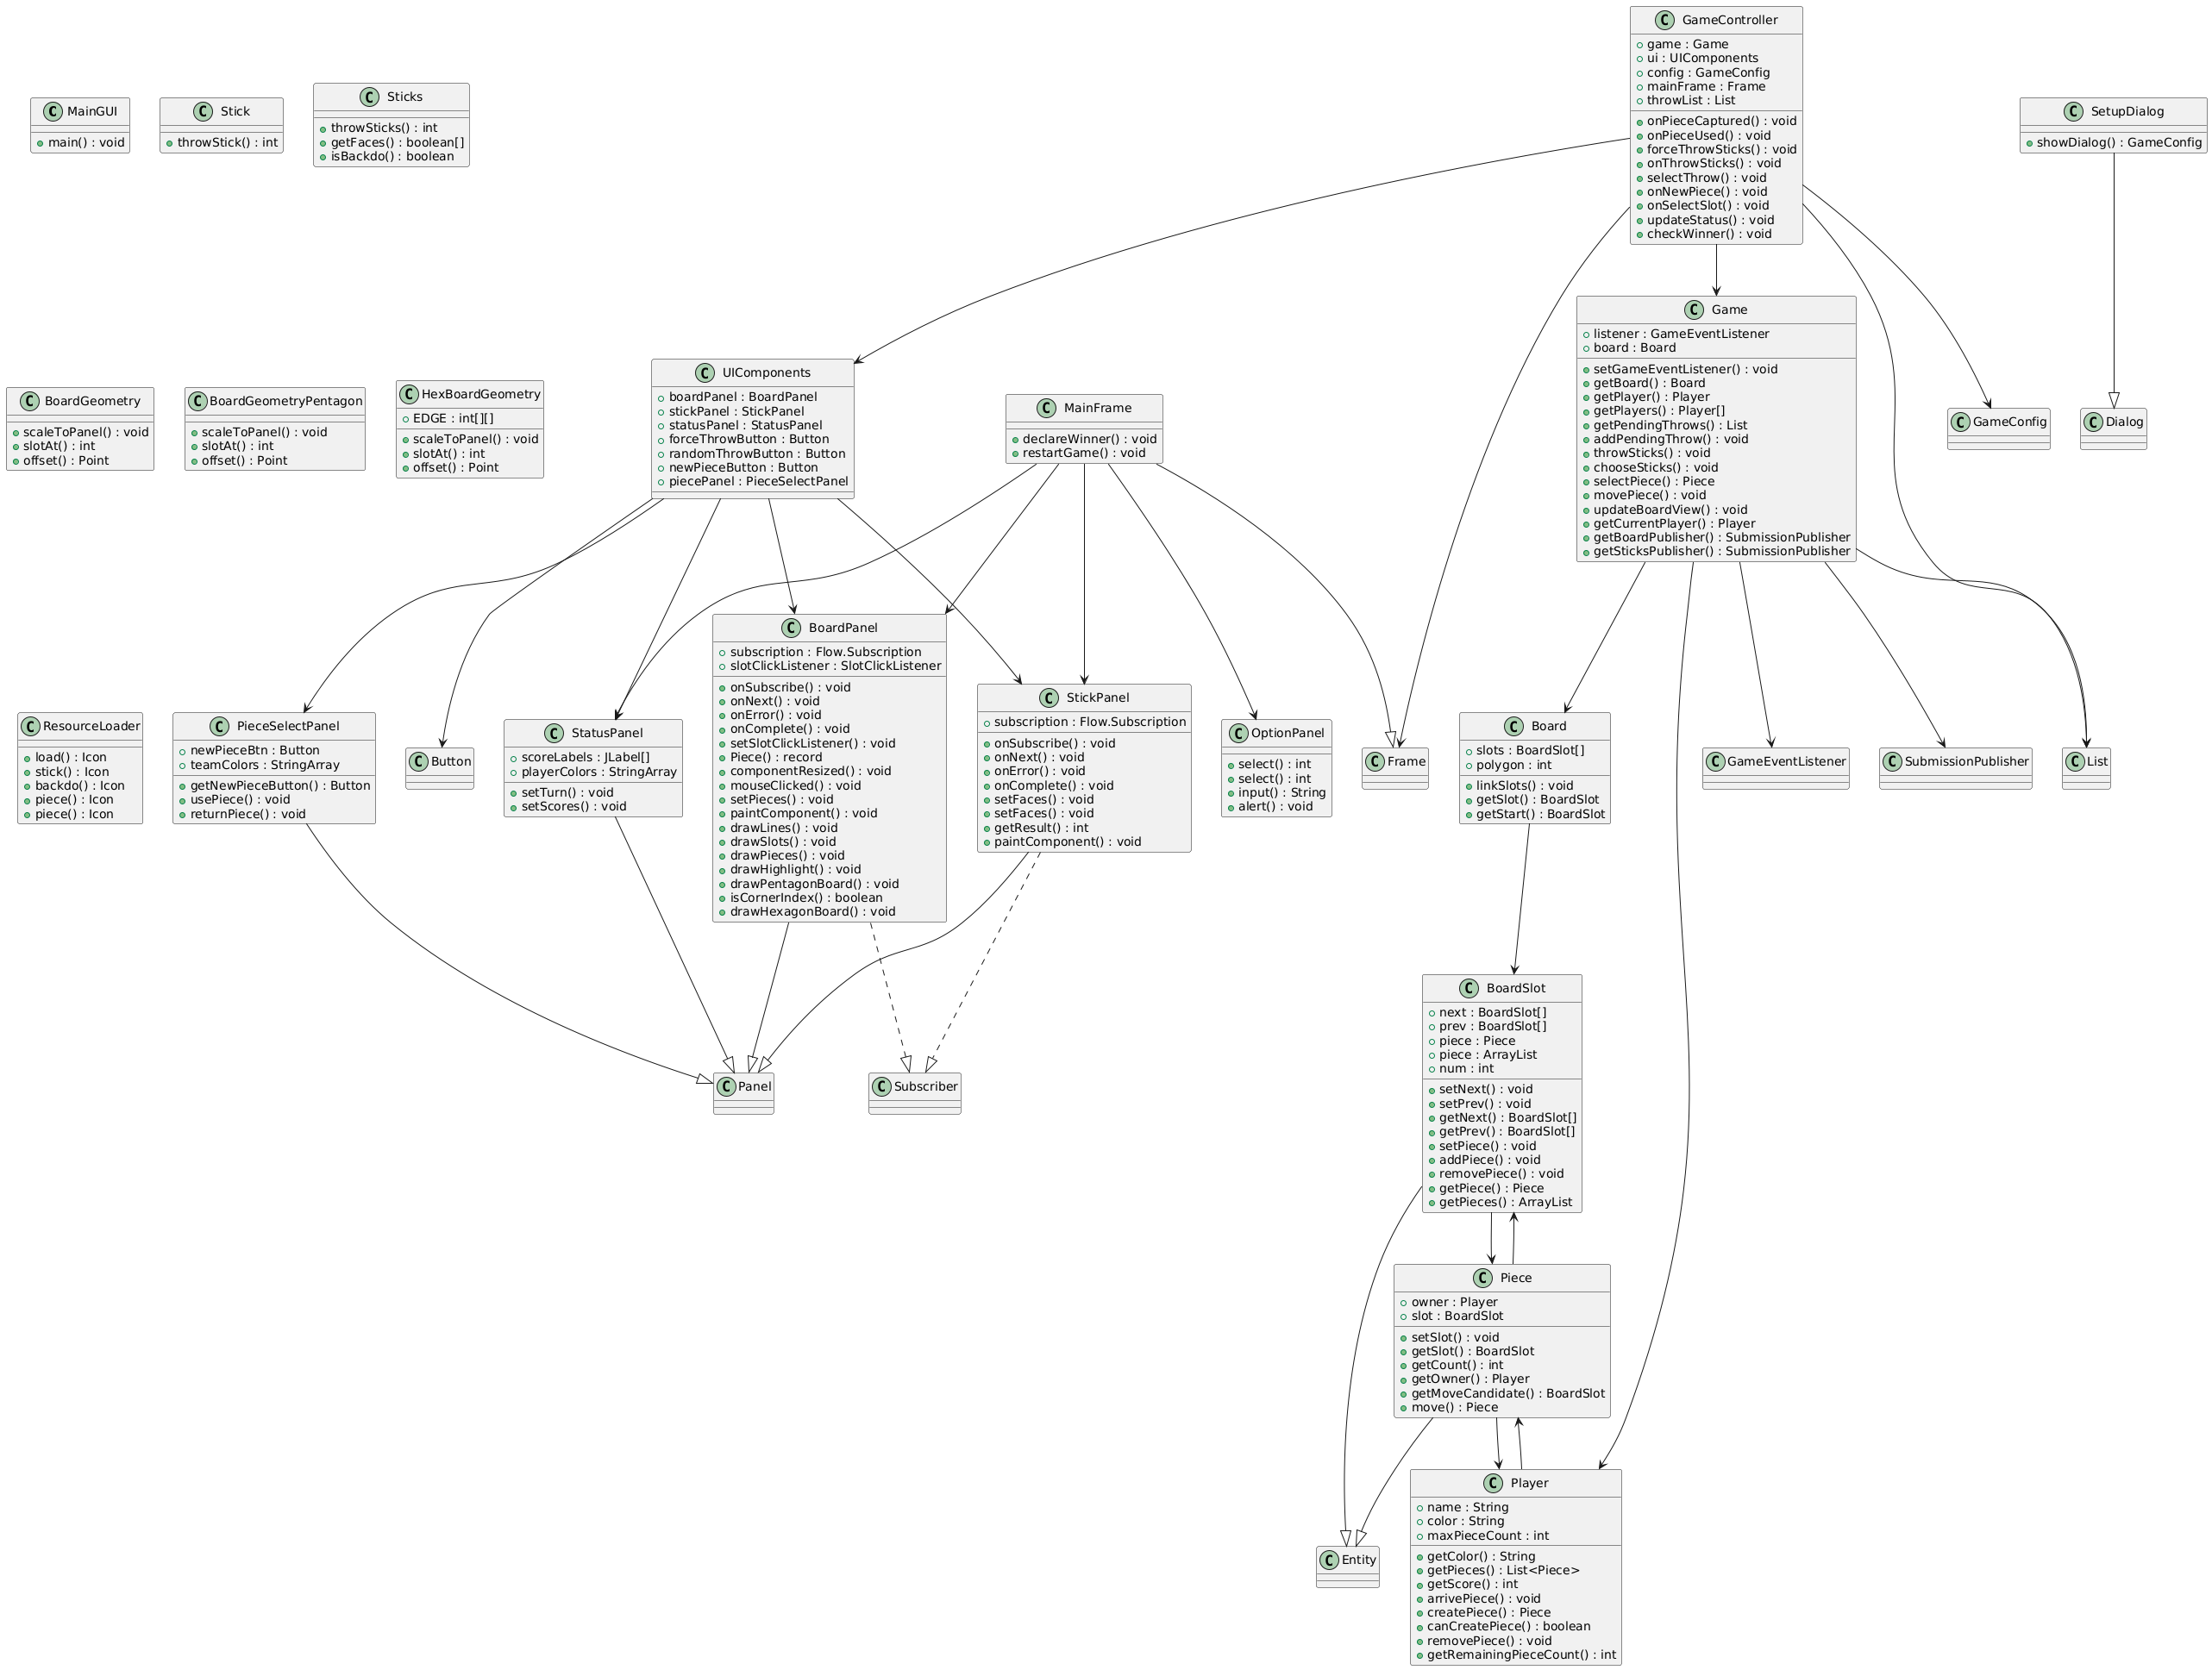 GameController
game : Game
ui : UIComponents
config : GameConfig
mainFrame : Frame
throwList : List
onPieceCaptured() : void
onPieceUsed() : void
forceThrowSticks() : void
onThrowSticks() : void
selectThrow() : void
onNewPiece() : void
onSelectSlot() : void
updateStatus() : void
checkWinner() : void
MainGUI
main() : void
Stick
throwStick() : int
Sticks
throwSticks() : int
getFaces() : boolean[]
isBackdo() : boolean
SetupDialog
showDialog() : GameConfig
BoardGeometry
scaleToPanel() : void
slotAt() : int
offset() : Point
BoardGeometryPentagon
scaleToPanel() : void
slotAt() : int
offset() : Point
HexBoardGeometry
EDGE : int[][]
scaleToPanel() : void
slotAt() : int
offset() : Point
UIComponents
boardPanel : BoardPanel
stickPanel : StickPanel
statusPanel : StatusPanel
forceThrowButton : Button
randomThrowButton : Button
newPieceButton : Button
piecePanel : PieceSelectPanel
MainFrame
declareWinner() : void
restartGame() : void
Game
listener : GameEventListener
board : Board
setGameEventListener() : void
getBoard() : Board
getPlayer() : Player
getPlayers() : Player[]
getPendingThrows() : List
addPendingThrow() : void
throwSticks() : void
chooseSticks() : void
selectPiece() : Piece
movePiece() : void
updateBoardView() : void
getCurrentPlayer() : Player
getBoardPublisher() : SubmissionPublisher
getSticksPublisher() : SubmissionPublisher
GameConfig
Dialog
ResourceLoader
load() : Icon
stick() : Icon
backdo() : Icon
piece() : Icon
piece() : Icon
PieceSelectPanel
newPieceBtn : Button
teamColors : StringArray
getNewPieceButton() : Button
usePiece() : void
returnPiece() : void
Button
StatusPanel
scoreLabels : JLabel[]
playerColors : StringArray
setTurn() : void
setScores() : void
BoardPanel
subscription : Flow.Subscription
slotClickListener : SlotClickListener
onSubscribe() : void
onNext() : void
onError() : void
onComplete() : void
setSlotClickListener() : void
Piece() : record
componentResized() : void
mouseClicked() : void
setPieces() : void
paintComponent() : void
drawLines() : void
drawSlots() : void
drawPieces() : void
drawHighlight() : void
drawPentagonBoard() : void
isCornerIndex() : boolean
drawHexagonBoard() : void
StickPanel
subscription : Flow.Subscription
onSubscribe() : void
onNext() : void
onError() : void
onComplete() : void
setFaces() : void
setFaces() : void
getResult() : int
paintComponent() : void
OptionPanel
select() : int
select() : int
input() : String
alert() : void
Frame
Board
slots : BoardSlot[]
polygon : int
linkSlots() : void
getSlot() : BoardSlot
getStart() : BoardSlot
GameEventListener
SubmissionPublisher
List
Panel
Subscriber
BoardSlot
next : BoardSlot[]
prev : BoardSlot[]
piece : Piece
piece : ArrayList
num : int
setNext() : void
setPrev() : void
getNext() : BoardSlot[]
getPrev() : BoardSlot[]
setPiece() : void
addPiece() : void
removePiece() : void
getPiece() : Piece
getPieces() : ArrayList
Piece
owner : Player
slot : BoardSlot
setSlot() : void
getSlot() : BoardSlot
getCount() : int
getOwner() : Player
getMoveCandidate() : BoardSlot
move() : Piece
Entity
Player
name : String
color : String
maxPieceCount : int
getColor() : String
getPieces() : List<Piece>
getScore() : int
arrivePiece() : void
createPiece() : Piece
canCreatePiece() : boolean
removePiece() : void
getRemainingPieceCount() : int